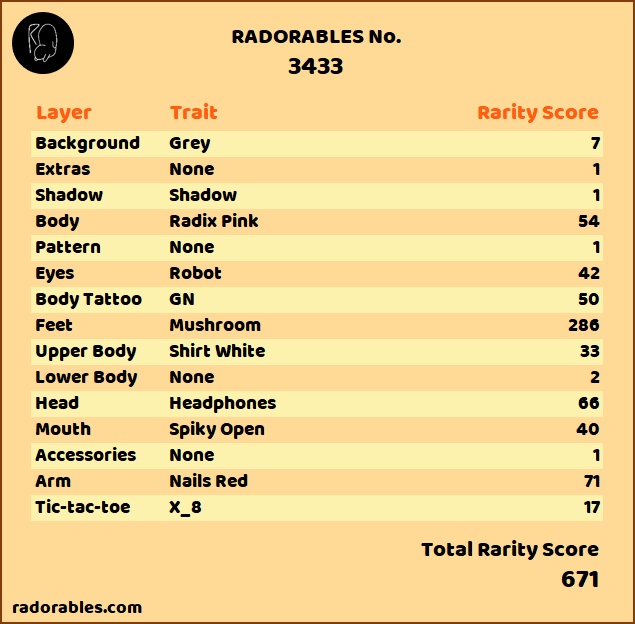 RADORABLES No.
3433
Layer Trait Rarity Score
Background Grey 7
Extras None 1
Shadow Shadow 1
Body Radix Pink 54
Pattern None 1
Eyes Robot 42
Body Tattoo GN 50
Feet Mushroom 286
Upper Body Shirt White 33
Lower Body None 2
Head Headphones 66
Mouth Spiky Open 40
Accessories None 1
Arm Nails Red 71
Tic-tac-toe X_8 17
Total Rarity Score
671
radorables.com